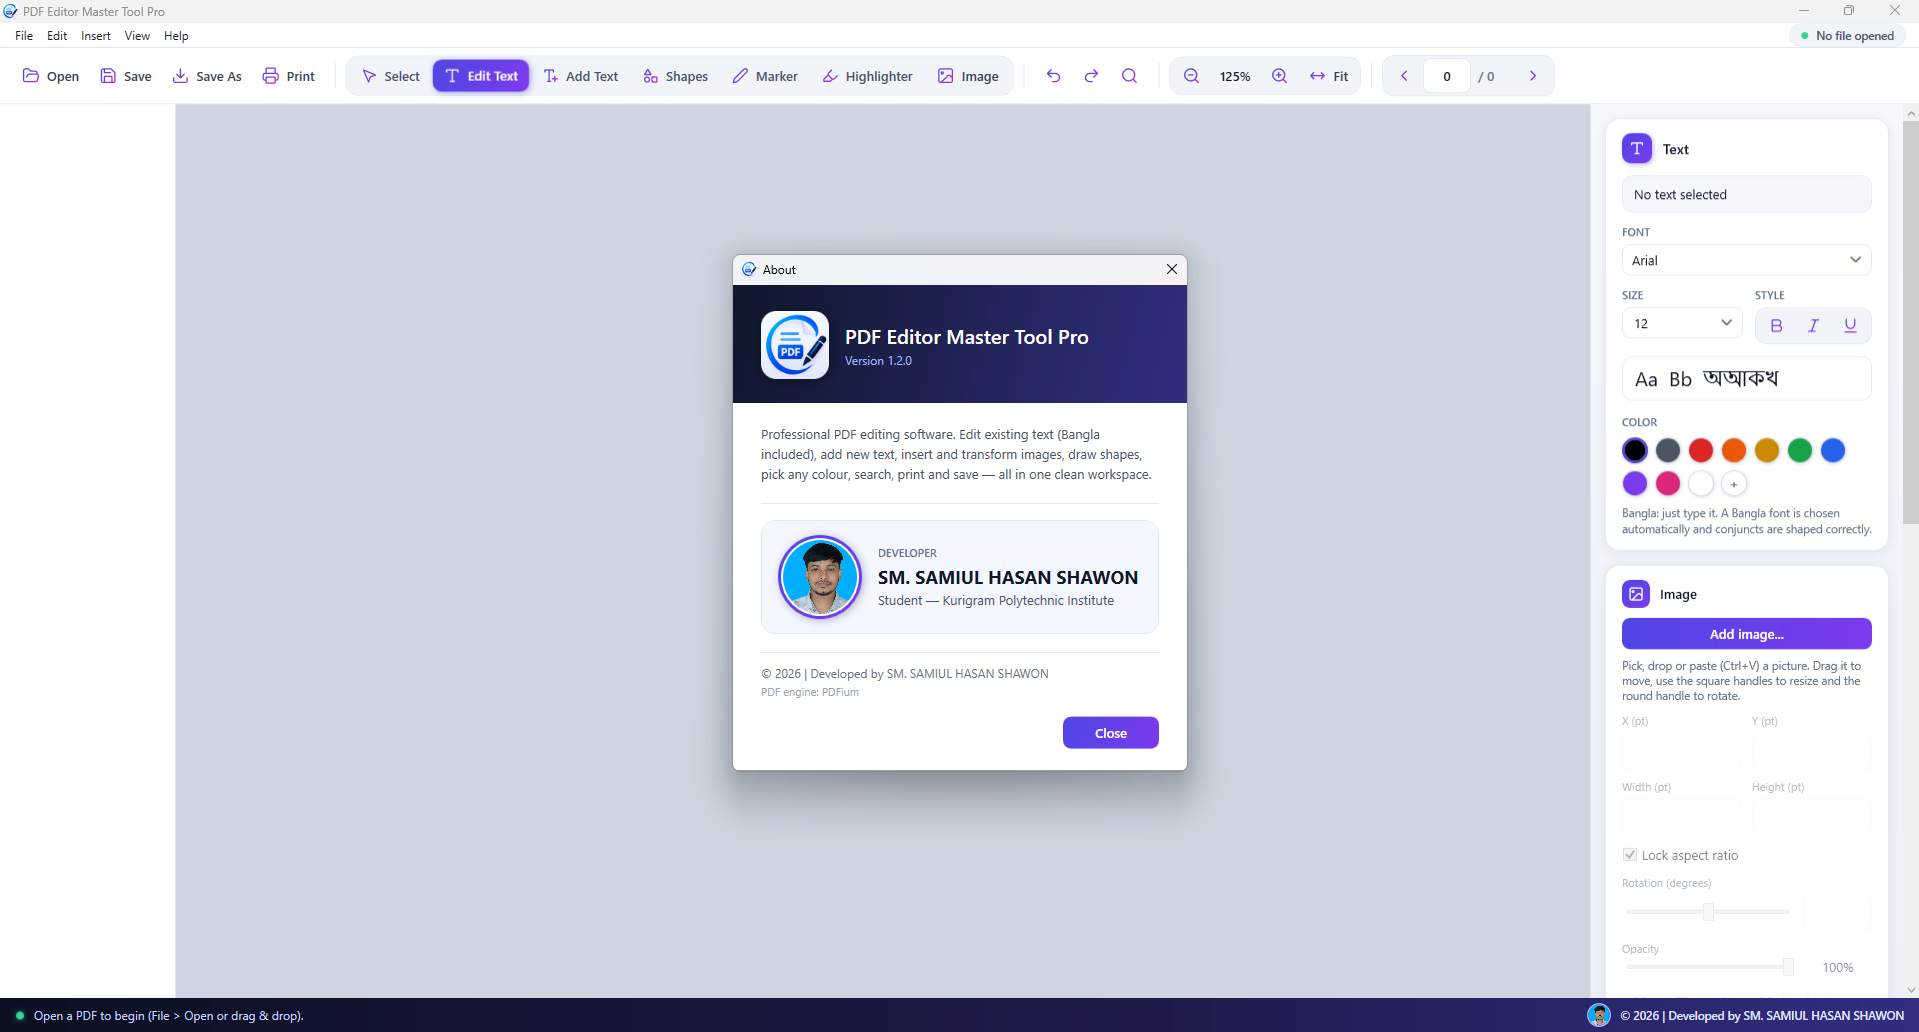 PDF Editor Master Tool Pro
File Edit Insert View Help
No file opened
Open Save Save As Print Select Edit Text Add Text Shapes Marker Highlighter Image 125% Fit 0 / 0
About
PDF
PDF Editor Master Tool Pro
Version 1.2.0
Professional PDF editing software. Edit existing text (Bangla
included), add new text, insert and transform images, draw shapes,
pick any colour, search, print and save — all in one clean workspace.
DEVELOPER
SM. SAMIUL HASAN SHAWON
Student — Kurigram Polytechnic Institute
© 2026 | Developed by SM. SAMIUL HASAN SHAWON
PDF engine: PDFium
Close
Text
No text selected
FONT
Arial
SIZE STYLE
12 B I U
Aa Bb অআকখ
COLOR
+
Bangla: just type it. A Bangla font is chosen
automatically and conjuncts are shaped correctly.
Image
Add image...
Pick, drop or paste (Ctrl+V) a picture. Drag it to
move, use the square handles to resize and the
round handle to rotate.
X (pt) Y (pt)
Width (pt) Height (pt)
Lock aspect ratio
Rotation (degrees)
Opacity
100%
Open a PDF to begin (File > Open or drag & drop).
© 2026 | Developed by SM. SAMIUL HASAN SHAWON